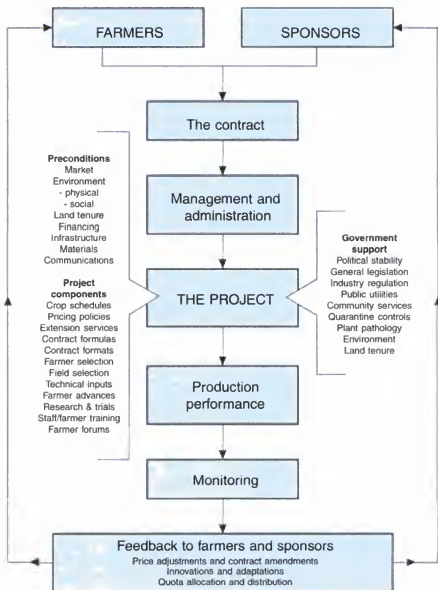 FARMERS
SPONSORS
The contract
Preconditions
Market
Environment
- physical
- social
Land tenure
Financing
Infrastructure
Materials
Communications
Management and
administration
Government
support
Political stability
General legislation
Industry regulation
Public utilities
Community services
Quarantine controls
Plant pathology
Environment
Land tenure
Project
components
Crop schedules
Pricing policies
Extension services
Contract formulas
Contract formats
Farmer selection
Field selection
Technical inputs
Farmer advances
Research & trials
Staff/farmer training
Farmer forums
THE PROJECT
Production
performance
Monitoring
Feedback to farmers and sponsors
Price adjustments and contract amendments
Innovations and adaptations
Quota allocation and distribution